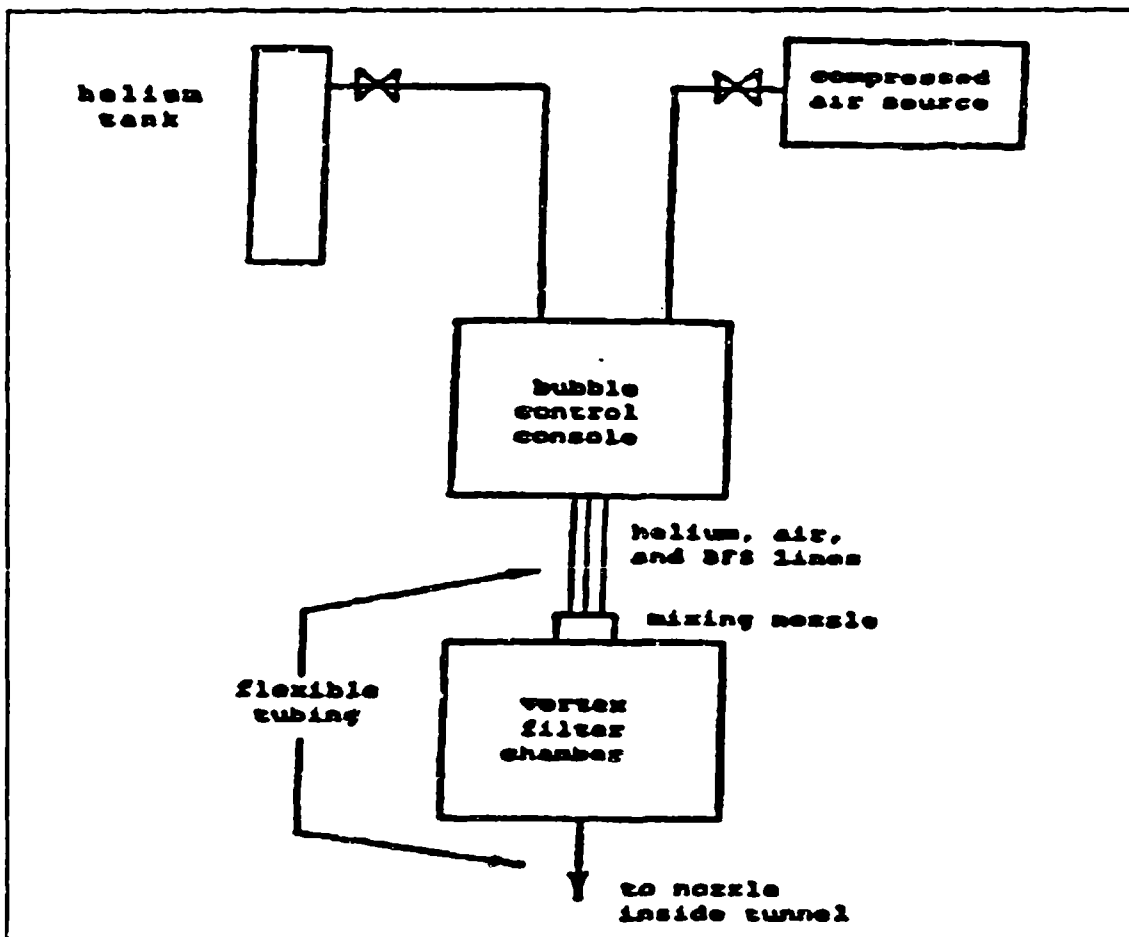 helium
tank
compressed
air source
bubble
control
console
helium, air,
and BFS lines
mixing nozzle
flexible
tubing
vortex
filter
chamber
to nozzle
inside tunnel